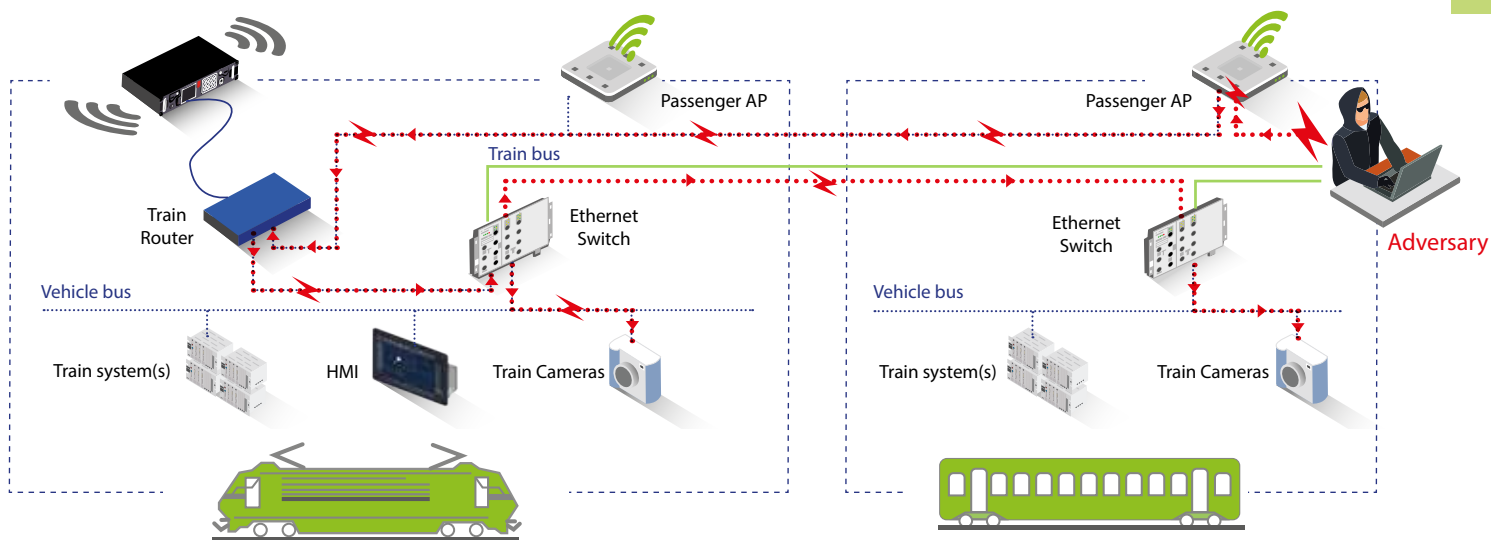 Passenger AP
Passenger AP
Train bus
Train
Router
Ethernet
Switch
Ethernet
Switch
Adversary
Vehicle bus
Vehicle bus
Train system(s)
HMI
Train Cameras
Train system(s)
Train Cameras